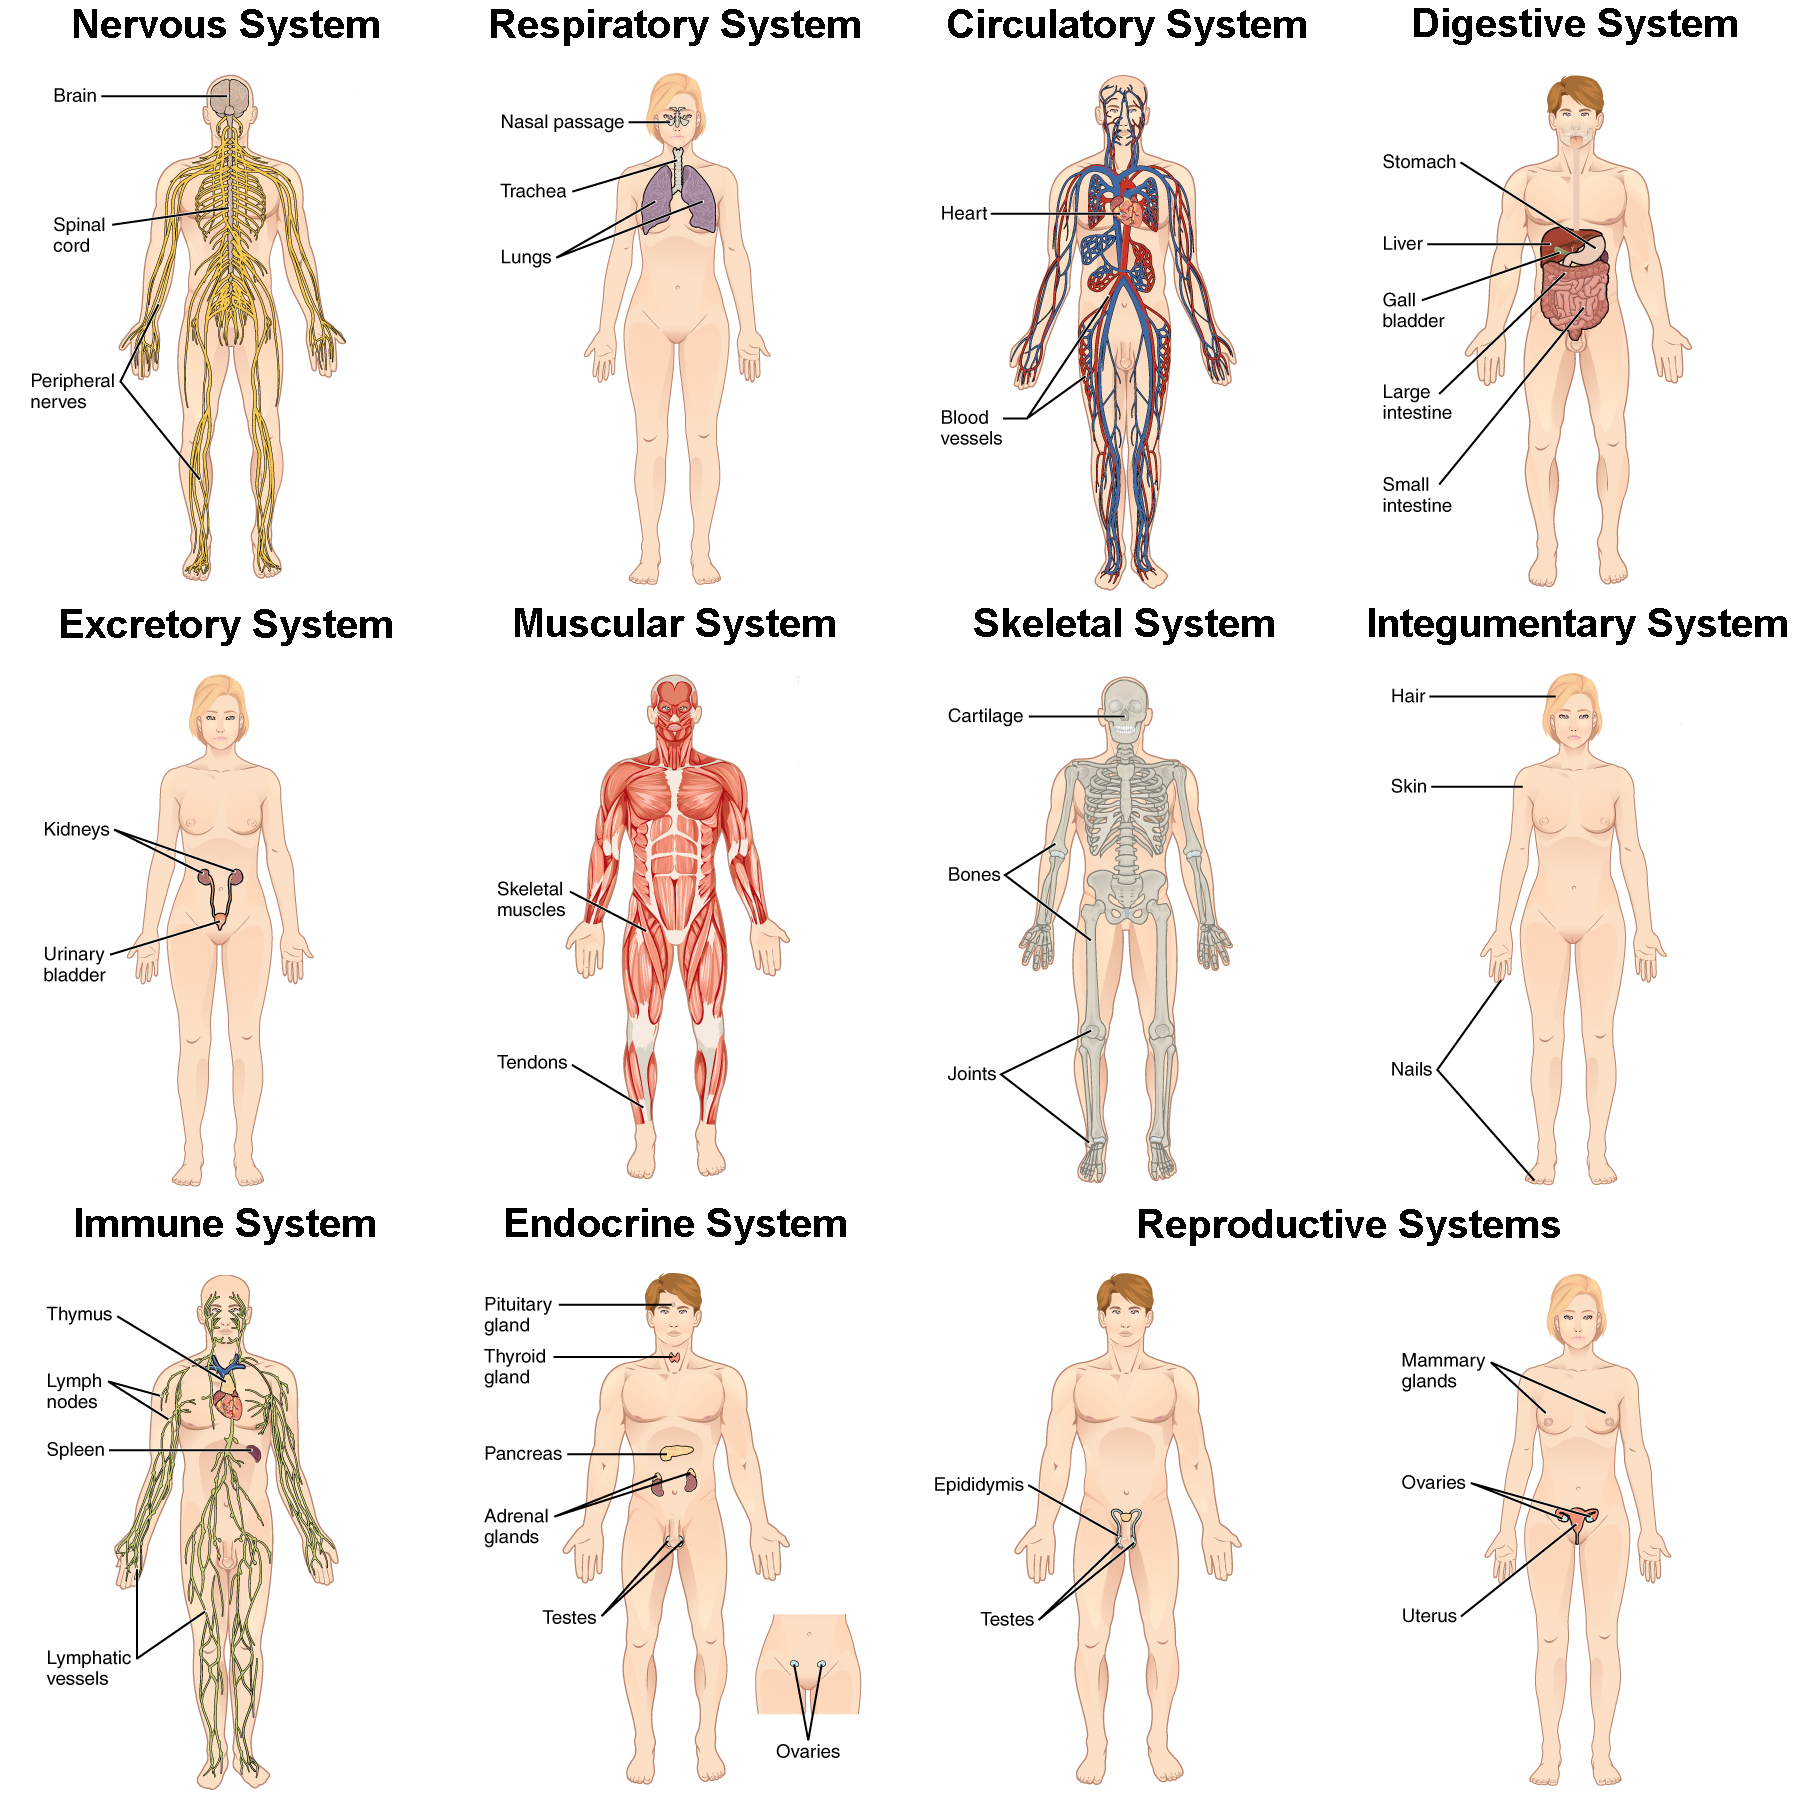 Nervous System
Brain
Spinal
cord
Peripheral
nerves
Respiratory System
Nasal passage
Trachea
Lungs
Circulatory System
Heart
Blood
vessels
Digestive System
Stomach
Liver
Gall
bladder
Large
intestine
Small
intestine
Excretory System
Kidneys
Urinary
bladder
Muscular System
Skeletal
muscles
Tendons
Skeletal System
Cartilage
Bones
Joints
Integumentary System
Hair
Skin
Nails
Immune System
Thymus
Lymph
nodes
Spleen
Lymphatic
vessels
Endocrine System
Pituitary
gland
Thyroid
gland
Pancreas
Adrenal
glands
Testes
Ovaries
Reproductive Systems
Epididymis
Testes
Mammary
glands
Ovaries
Uterus